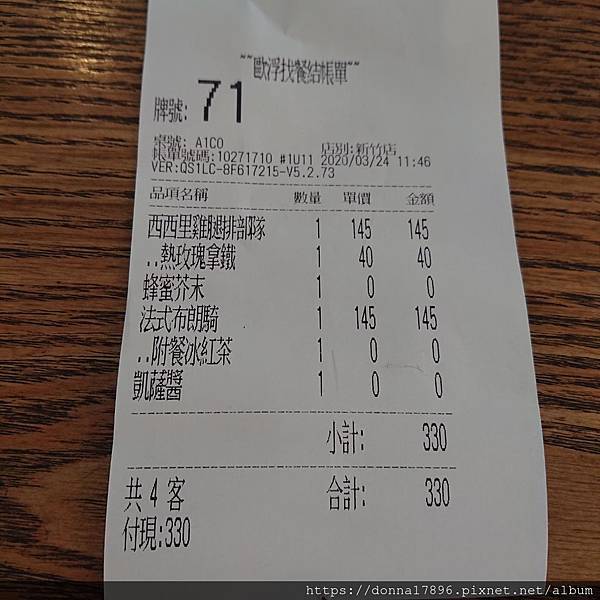 ~~歐浮找餐結帳單~~
牌號: 71
桌號: A1C0 店別:新竹店
帳單號碼:10271710 #1U11 2020/03/24 11:46
VER:QS1LC-8F617215-V5.2.73
品項名稱 數量 單價 金額
西西里雞腿排部隊 1 145 145
..熱玫瑰拿鐵 1 40 40
蜂蜜芥末 1 0 0
法式布朗騎 1 145 145
..附餐冰紅茶 1 0 0
凱薩醬 1 0 0
小計: 330
共 4 客 合計: 330
付現:330
https://donna17896.pixnet.net/album